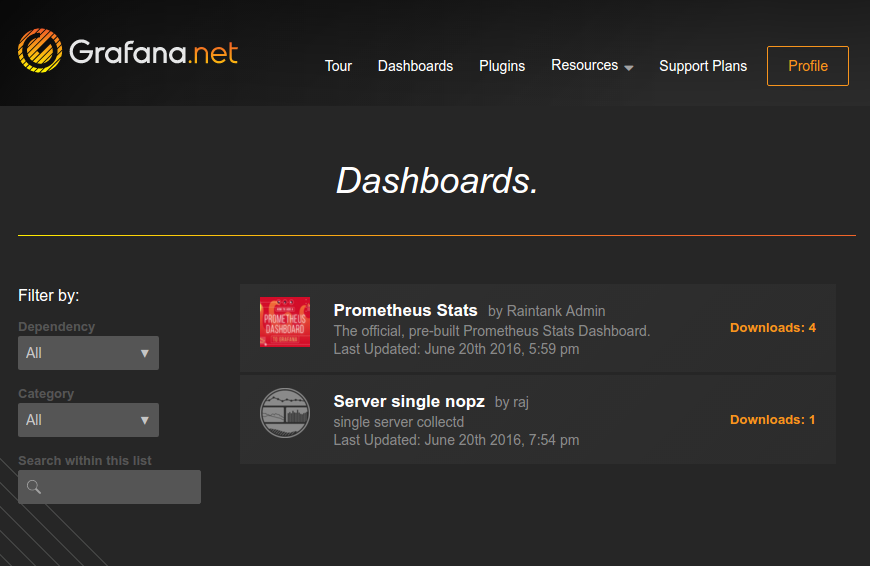 Grafana.net
Tour Dashboards Plugins Resources Support Plans Profile
Dashboards.
Filter by:
Dependency
All
Category
All
Search within this list
PROMETHEUS
DASHBOARD
Prometheus Stats by Raintank Admin
The official, pre-built Prometheus Stats Dashboard.
Last Updated: June 20th 2016, 5:59 pm
Downloads: 4
Server single nopz by raj
single server collectd
Last Updated: June 20th 2016, 7:54 pm
Downloads: 1